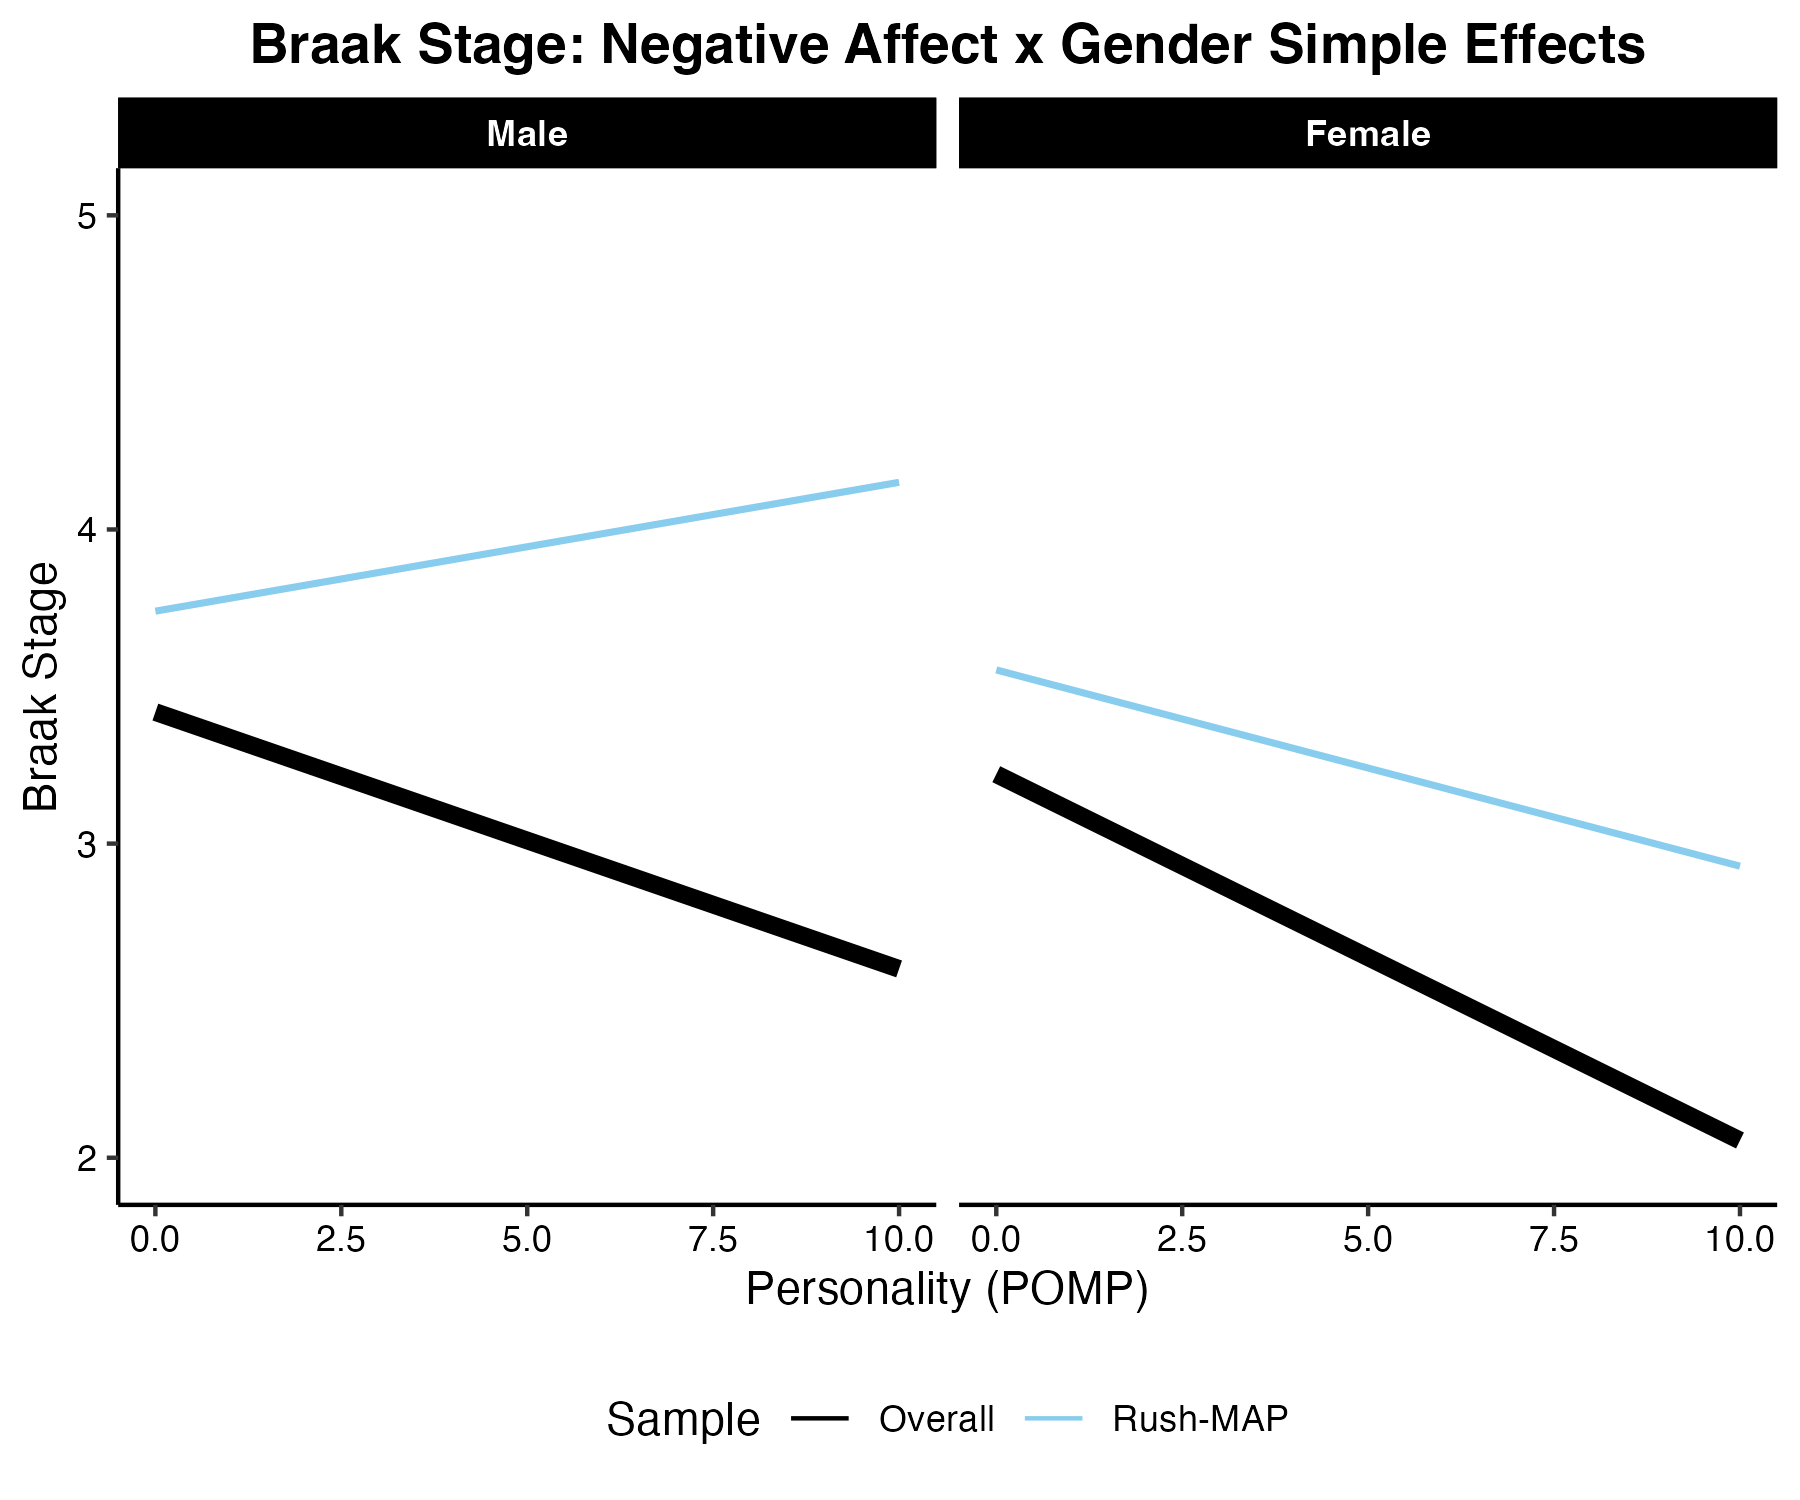 Braak Stage: Negative Affect x Gender Simple Effects
Male
Female
Braak Stage
5
4
3
2
0.0 2.5 5.0 7.5 10.0
0.0 2.5 5.0 7.5 10.0
Personality (POMP)
Sample Overall Rush-MAP